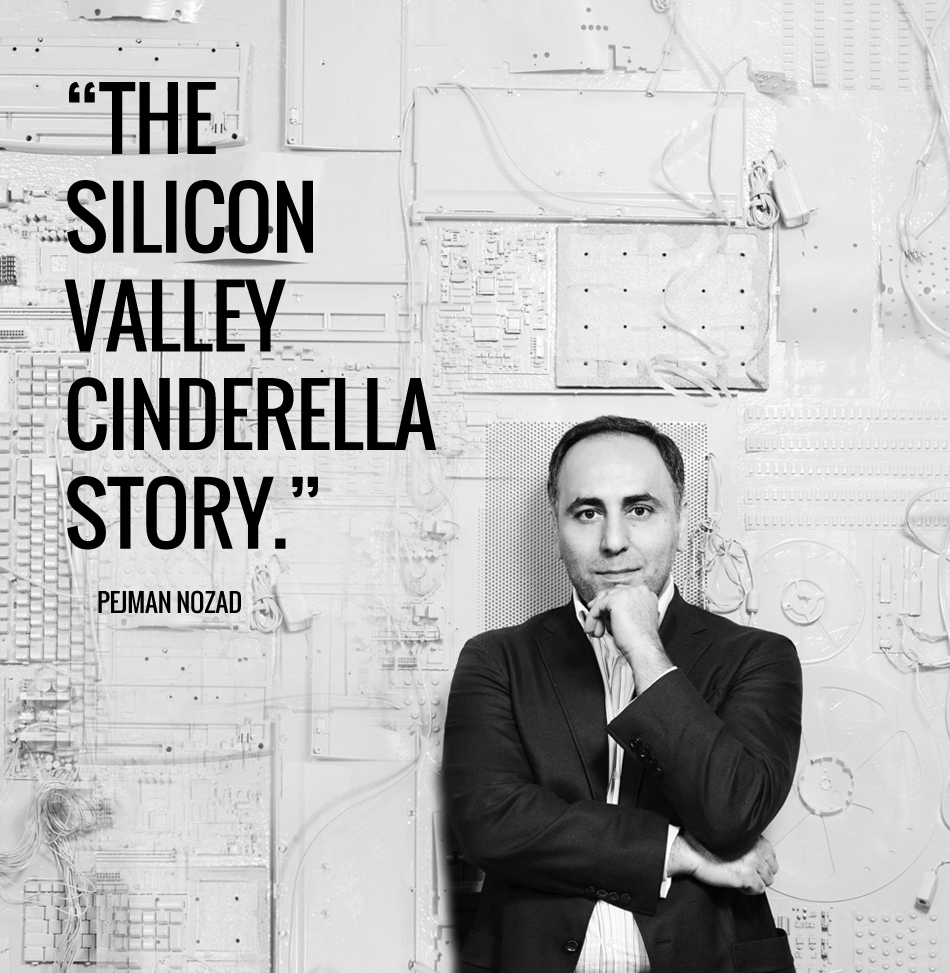 “THE
SILICON
VALLEY
CINDERELLA
STORY.”
PEJMAN NOZAD